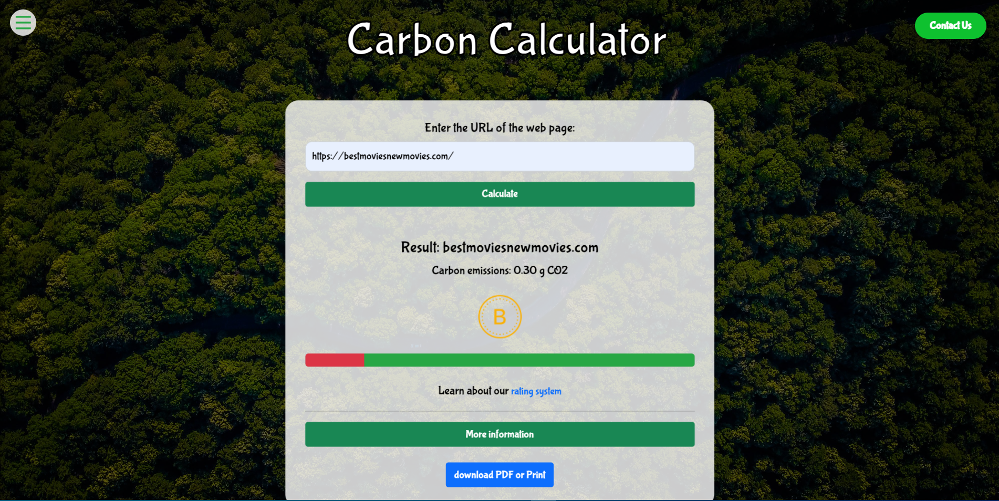 Carbon Calculator
Contact Us
Enter the URL of the web page:
https://bestmoviesnewmovies.com/
Calculate
Result: bestmoviesnewmovies.com
Carbon emissions: 0.30 g CO2
B
Learn about our rating system
More information
download PDF or Print